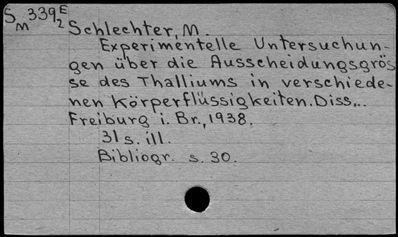 S 339 E
M 2
Schlechter, M.
Experimentelle Untersuchun-
gen über die Ausscheidungsgrös
se des Thalliums in verschiede-
nen Körperflüssigkeiten. Diss,..
Freiburg i. Br., 1938.
31 s. ill.
Bibliogr. s. 30.